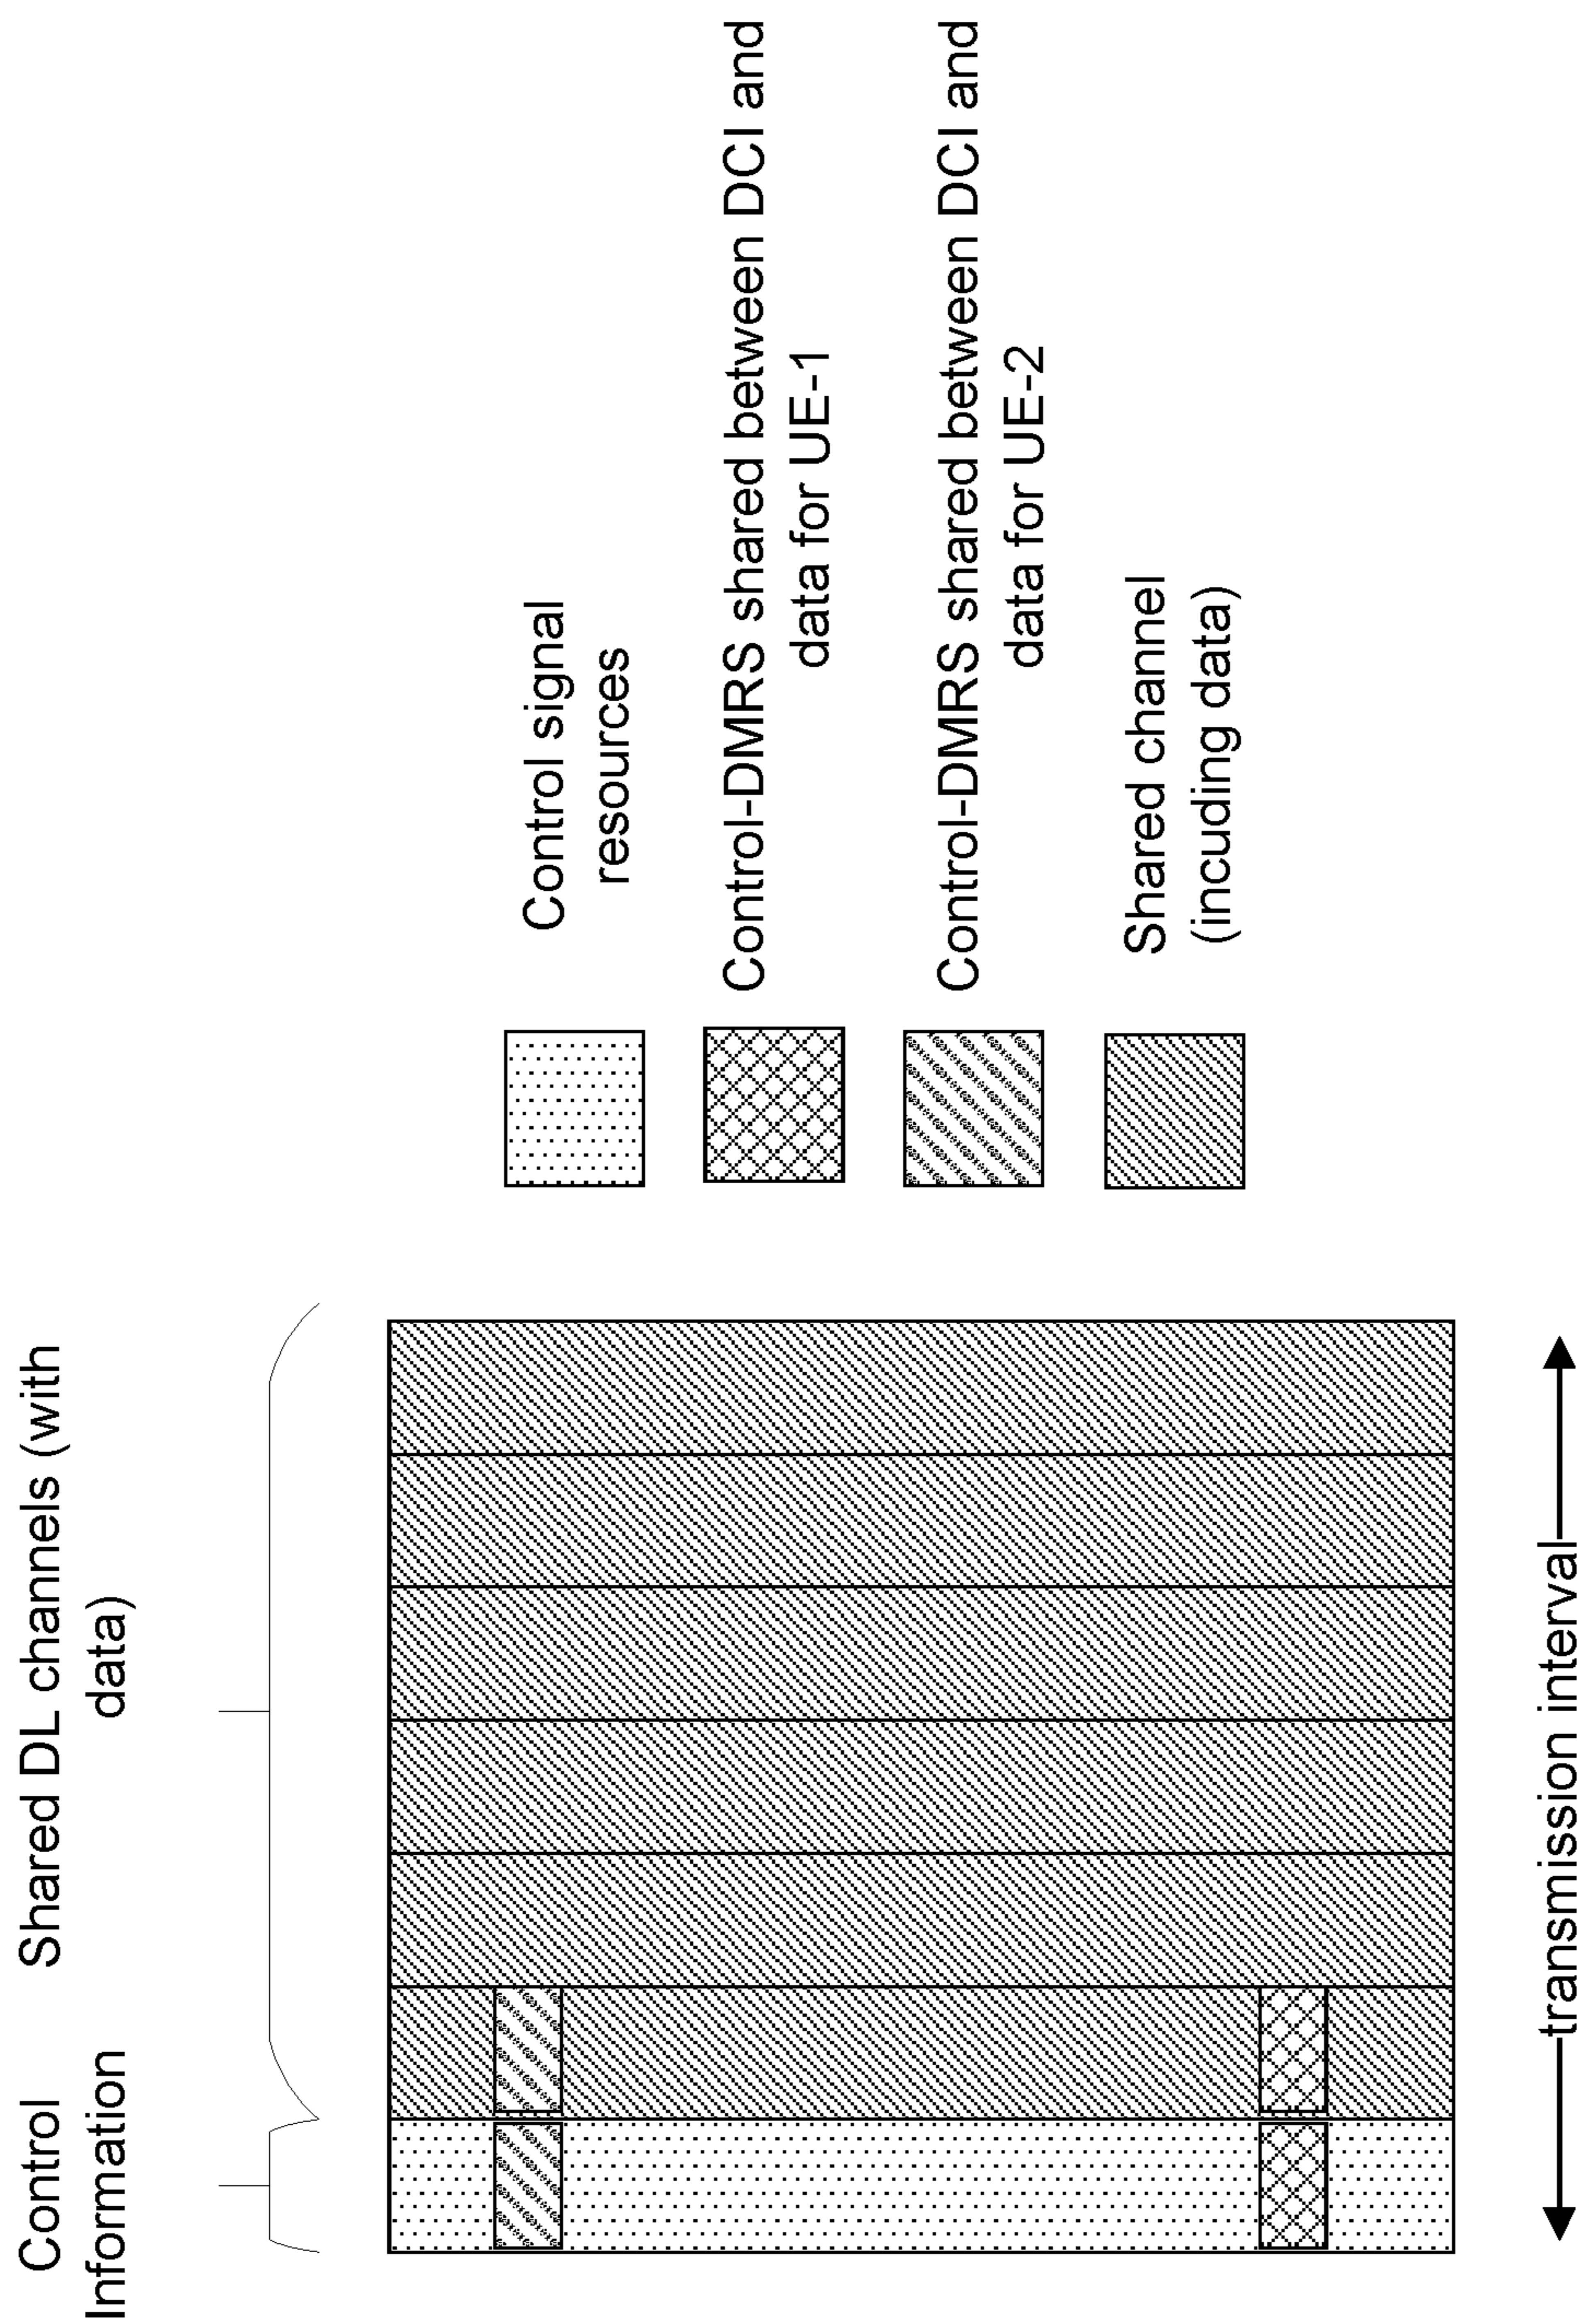 Control
Information
Shared DL channels (with
data)
transmission interval
Control signal
resources
Control-DMRS shared between DCI and
data for UE-1
Control-DMRS shared between DCI and
data for UE-2
Shared channel
(incuding data)